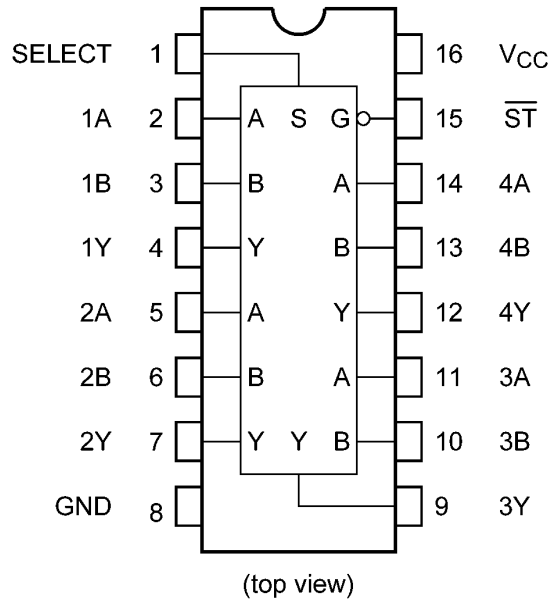 SELECT 1 16 VCC
1A 2 A S G 15 S̅T̅
1B 3 B A 14 4A
1Y 4 Y B 13 4B
2A 5 A Y 12 4Y
2B 6 B A 11 3A
2Y 7 Y Y B 10 3B
GND 8 9 3Y
(top view)